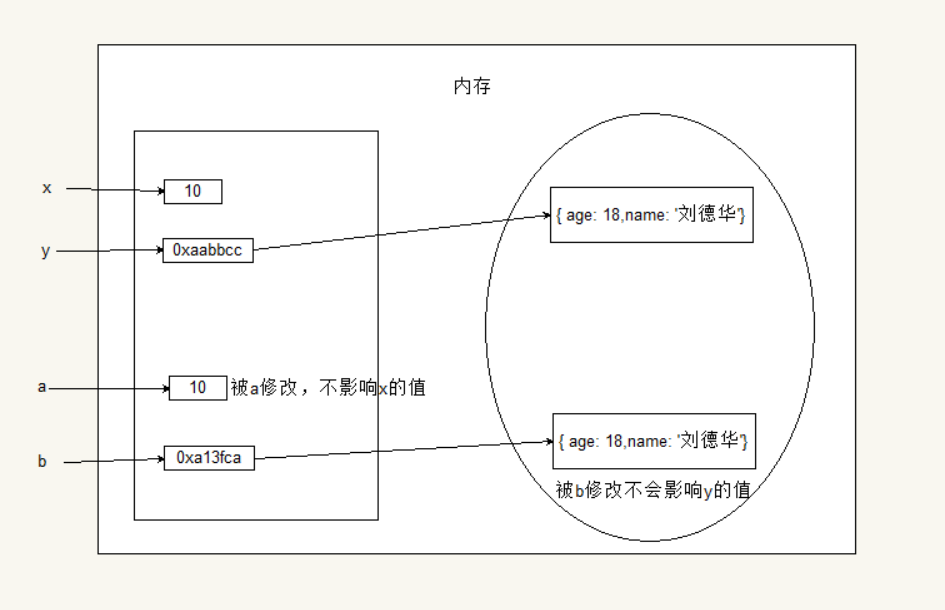 内存
x
10
{ age: 18,name: '刘德华'}
y
0xaabbcc
a
10
被a修改，不影响x的值
b
0xa13fca
{ age: 18,name: '刘德华'}
被b修改不会影响y的值